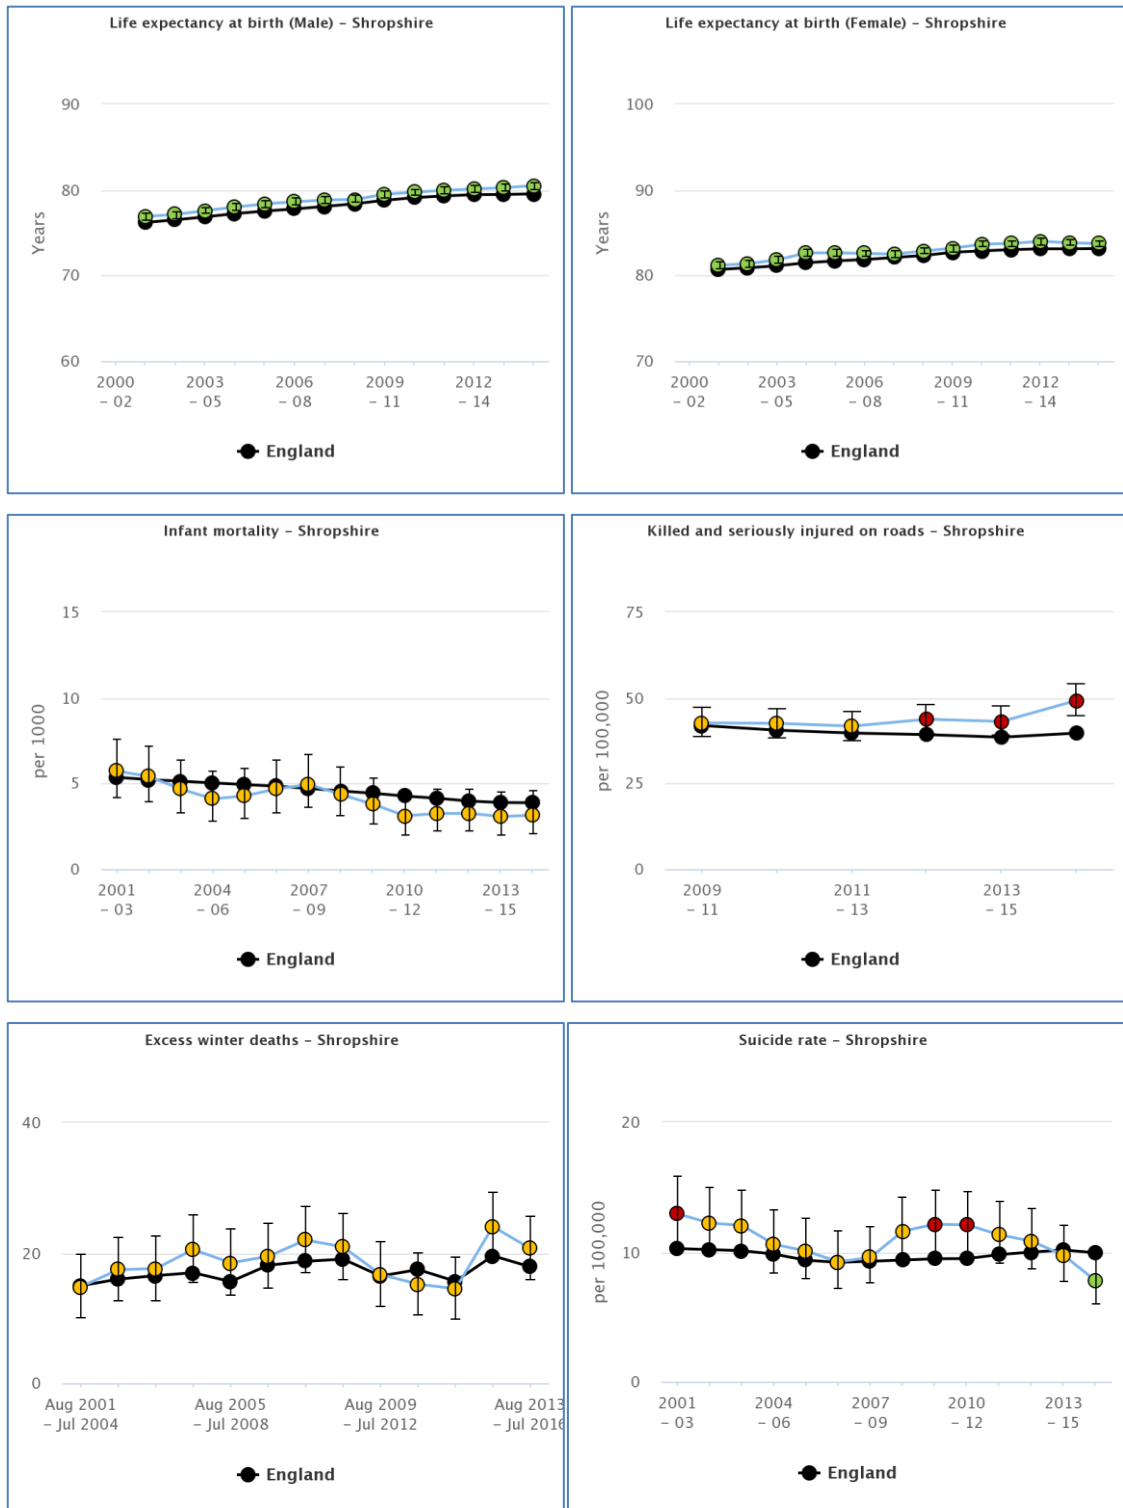 Life expectancy at birth (Male) – Shropshire
90
80
70
60
Years
2000 2003 2006 2009 2012
– 02 – 05 – 08 – 11 – 14
England
Life expectancy at birth (Female) – Shropshire
100
90
80
70
Years
2000 2003 2006 2009 2012
– 02 – 05 – 08 – 11 – 14
England
Infant mortality – Shropshire
15
10
5
0
per 1000
2001 2004 2007 2010 2013
– 03 – 06 – 09 – 12 – 15
England
Killed and seriously injured on roads – Shropshire
75
50
25
0
per 100,000
2009 2011 2013
– 11 – 13 – 15
England
Excess winter deaths – Shropshire
40
20
0
Aug 2001 Aug 2005 Aug 2009 Aug 2013
– Jul 2004 – Jul 2008 – Jul 2012 – Jul 2016
England
Suicide rate – Shropshire
20
10
0
per 100,000
2001 2004 2007 2010 2013
– 03 – 06 – 09 – 12 – 15
England